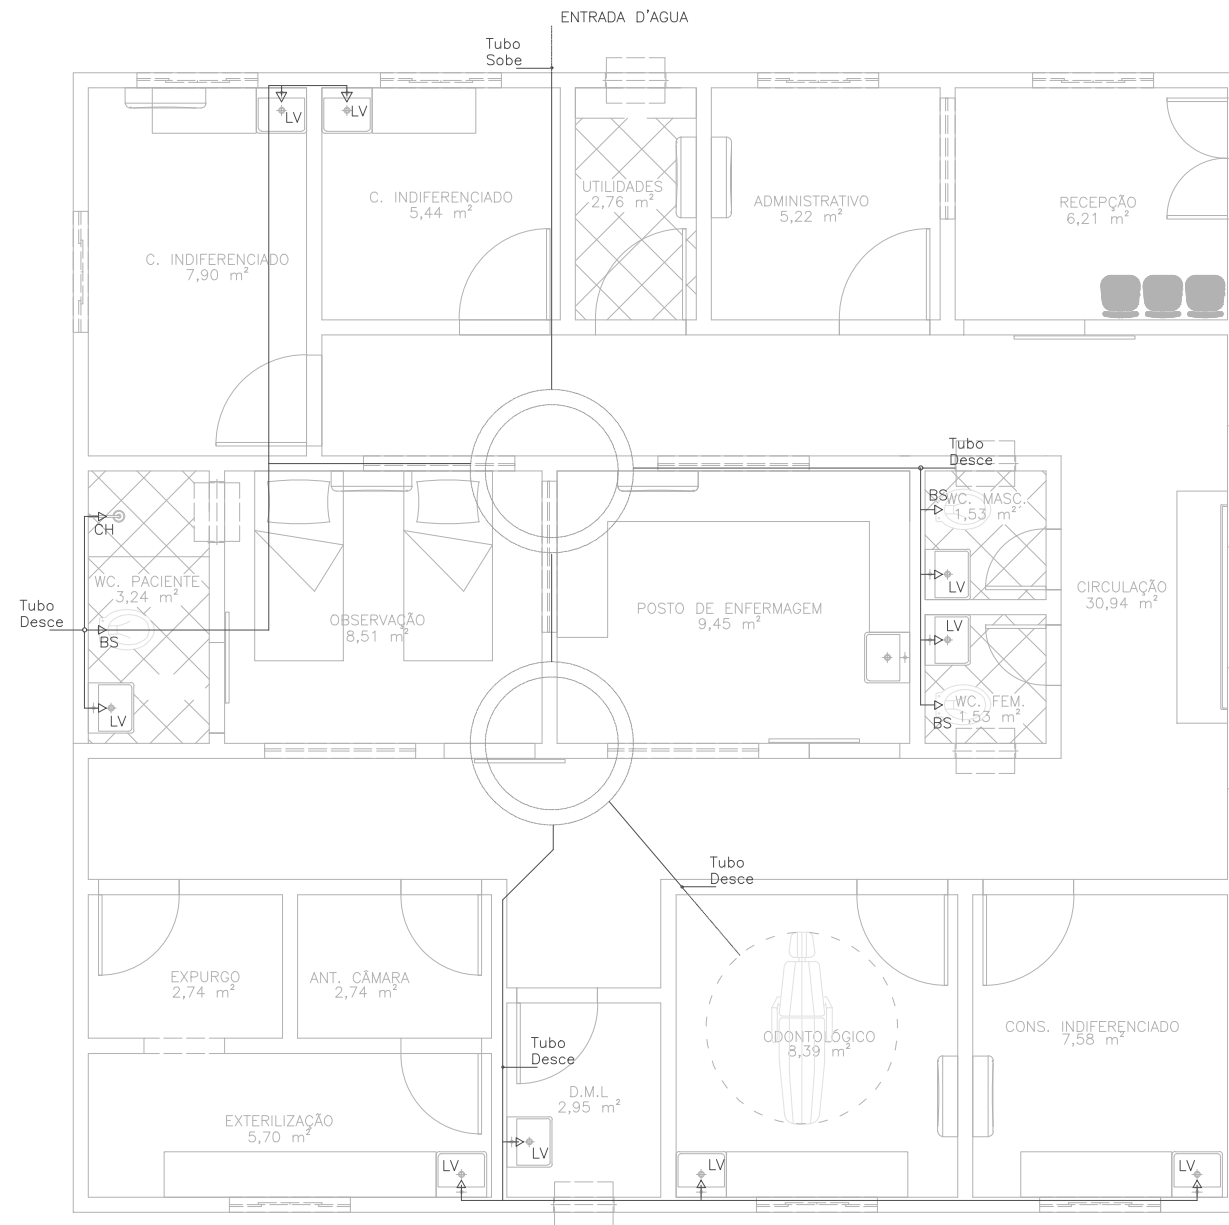 ENTRADA D'AGUA
Tubo
Sobe
LV
LV
C. INDIFERENCIADO
5,44 m²
UTILIDADES
2,76 m²
ADMINISTRATIVO
5,22 m²
RECEPÇÃO
6,21 m²
C. INDIFERENCIADO
7,90 m²
Tubo
Desce
CH
BS
WC. MASC.
1,53 m²
WC. PACIENTE
3,24 m²
LV
CIRCULAÇÃO
30,94 m²
Tubo
Desce
OBSERVAÇÃO
8,51 m²
POSTO DE ENFERMAGEM
9,45 m²
LV
BS
WC. FEM.
1,53 m²
LV
BS
Tubo
Desce
EXPURGO
2,74 m²
ANT. CÂMARA
2,74 m²
Tubo
Desce
ODONTOLÓGICO
8,39 m²
CONS. INDIFERENCIADO
7,58 m²
D.M.L
2,95 m²
EXTERILIZAÇÃO
5,70 m²
LV
LV
LV
LV